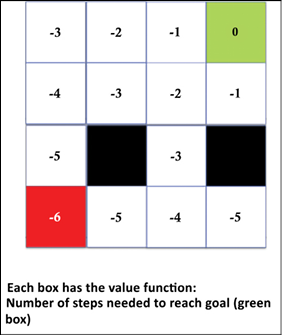 -3 -2 -1 0
-4 -3 -2 -1
-5 -3
-6 -5 -4 -5
Each box has the value function:
Number of steps needed to reach goal (green
box)